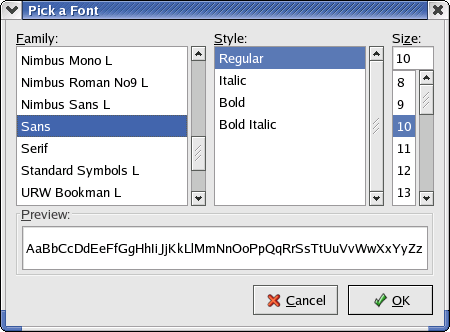 Pick a Font
Family:
Style:
Size:
Nimbus Mono L
Nimbus Roman No9 L
Nimbus Sans L
Sans
Serif
Standard Symbols L
URW Bookman L
Regular
Italic
Bold
Bold Italic
10
8
9
10
11
12
13
Preview:
AaBbCcDdEeFfGgHhIiJjKkLlMmNnOoPpQqRrSsTtUuVvWwXxYyZz
Cancel
OK